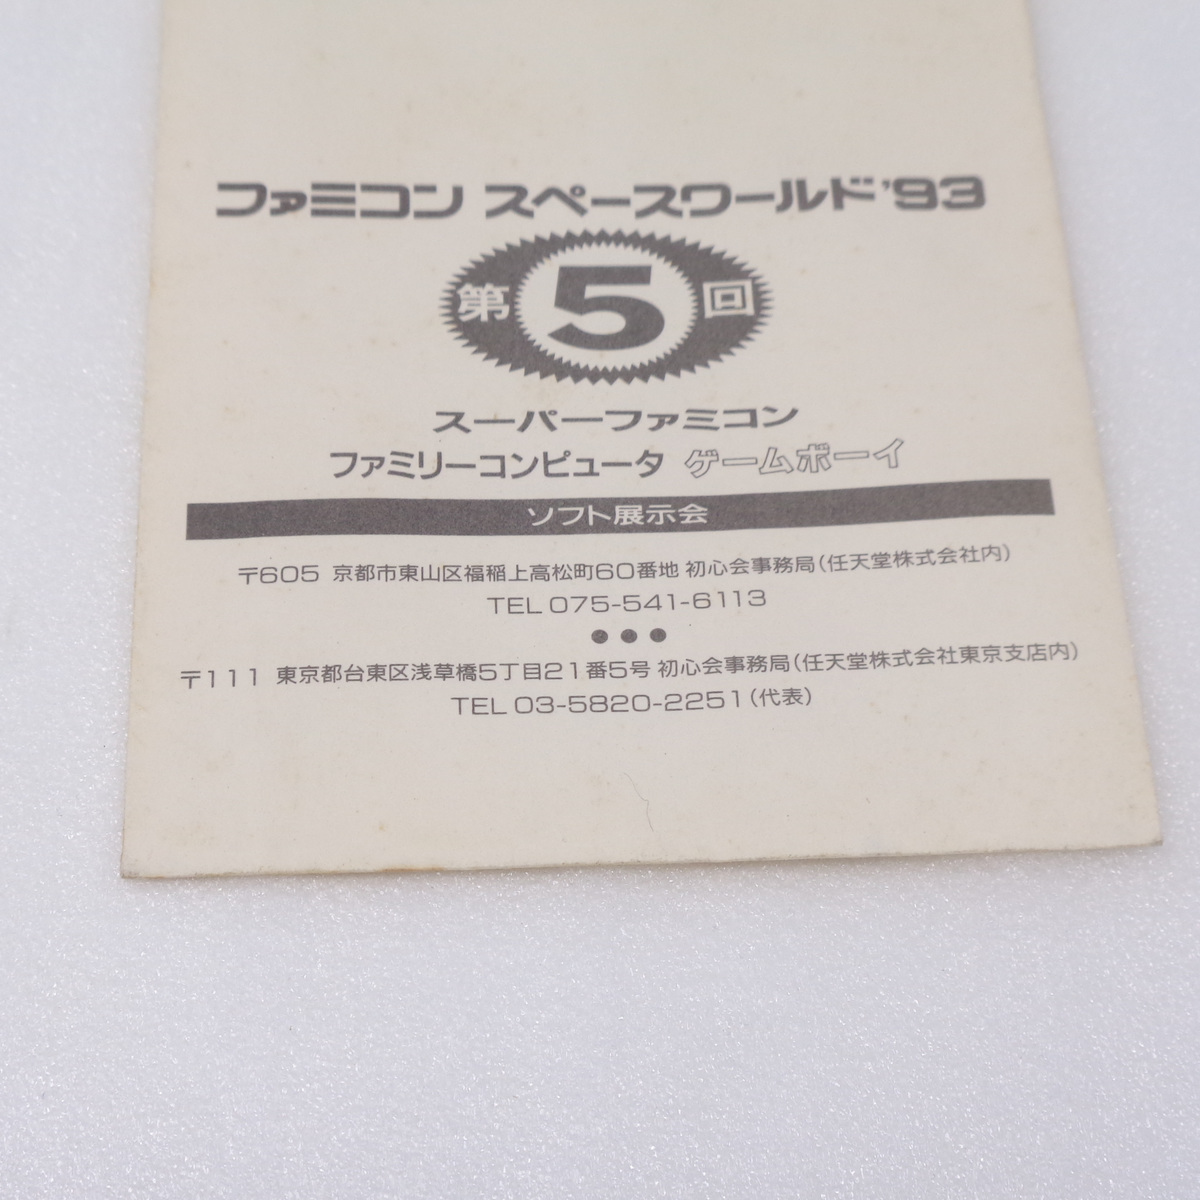 ファミコン スペースワールド'93
第5回
スーパーファミコン
ファミリーコンピュータ ゲームボーイ
ソフト展示会
〒605 京都市東山区福稲上高松町60番地 初心会事務局(任天堂株式会社内)
TEL 075-541-6113
●●●
〒111 東京都台東区浅草橋5丁目21番5号 初心会事務局(任天堂株式会社東京支店内)
TEL 03-5820-2251(代表)